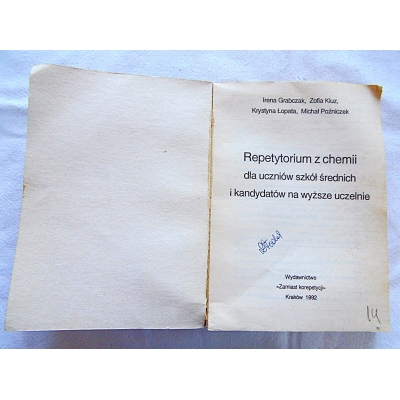 Irena Grabczak, Zofia Kluz,
Krystyna Łopata, Michał Poźniczek
Repetytorium z chemii
dla uczniów szkół średnich
i kandydatów na wyższe uczelnie
Wydawnictwo
«Zamiast korepetycji»
Kraków 1992